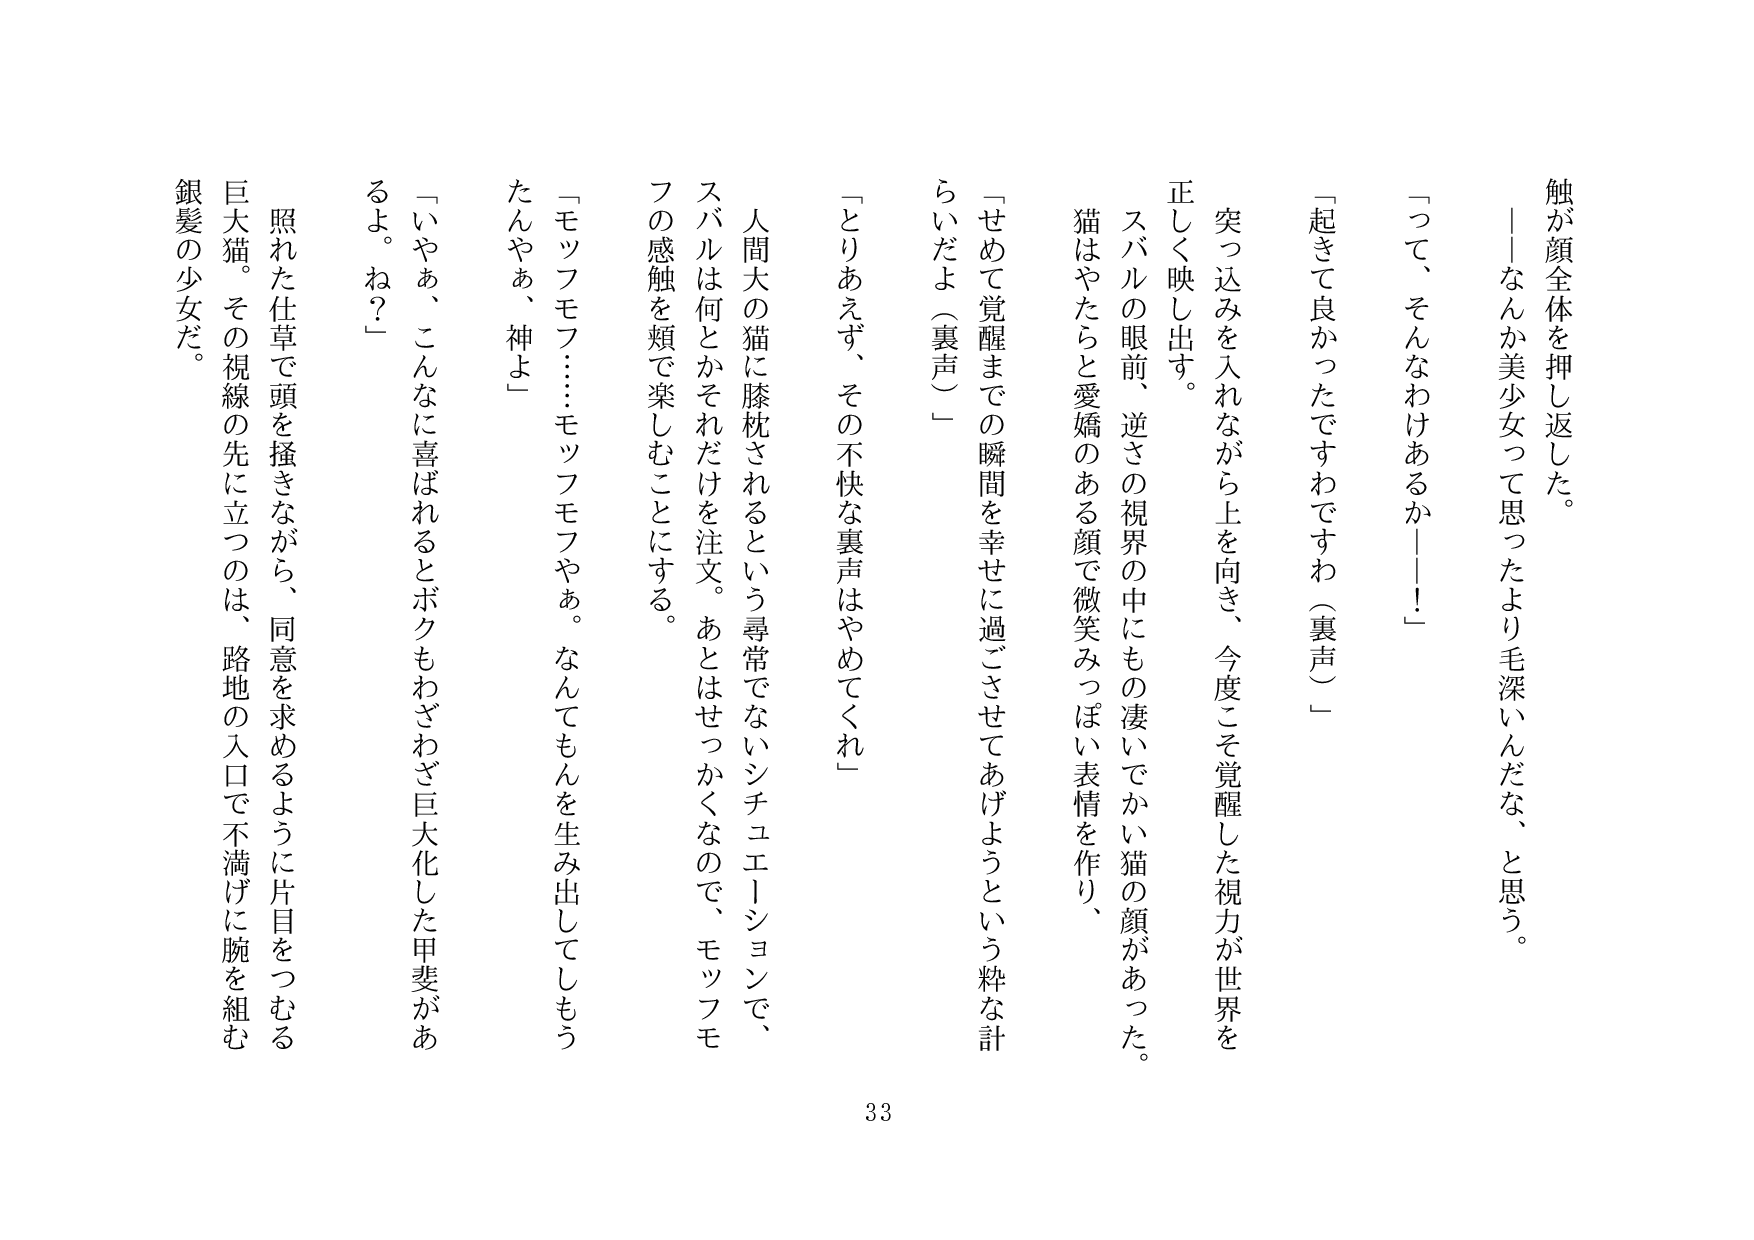 触が顔全体を押し返した。
――なんか美少女って思ったより毛深いんだな、と思う。
「って、そんなわけあるか――！」
「起きて良かったですわですわ（裏声）」
突っ込みを入れながら上を向き、今度こそ覚醒した視力が世界を
正しく映し出す。
スバルの眼前、逆さの視界の中にもの凄いでかい猫の顔があった。
猫はやたらと愛嬌のある顔で微笑みっぽい表情を作り、
「せめて覚醒までの瞬間を幸せに過ごさせてあげようという粋な計
らいだよ（裏声）」
「とりあえず、その不快な裏声はやめてくれ」
人間大の猫に膝枕されるという尋常でないシチュエーションで、
スバルは何とかそれだけを注文。あとはせっかくなので、モッフモ
フの感触を頬で楽しむことにする。
「モッフモフ……モッフモフやぁ。なんてもんを生み出してしもう
たんやぁ、神よ」
「いやぁ、こんなに喜ばれるとボクもわざわざ巨大化した甲斐があ
るよ。ね？」
照れた仕草で頭を掻きながら、同意を求めるように片目をつむる
巨大猫。その視線の先に立つのは、路地の入口で不満げに腕を組む
銀髪の少女だ。
33